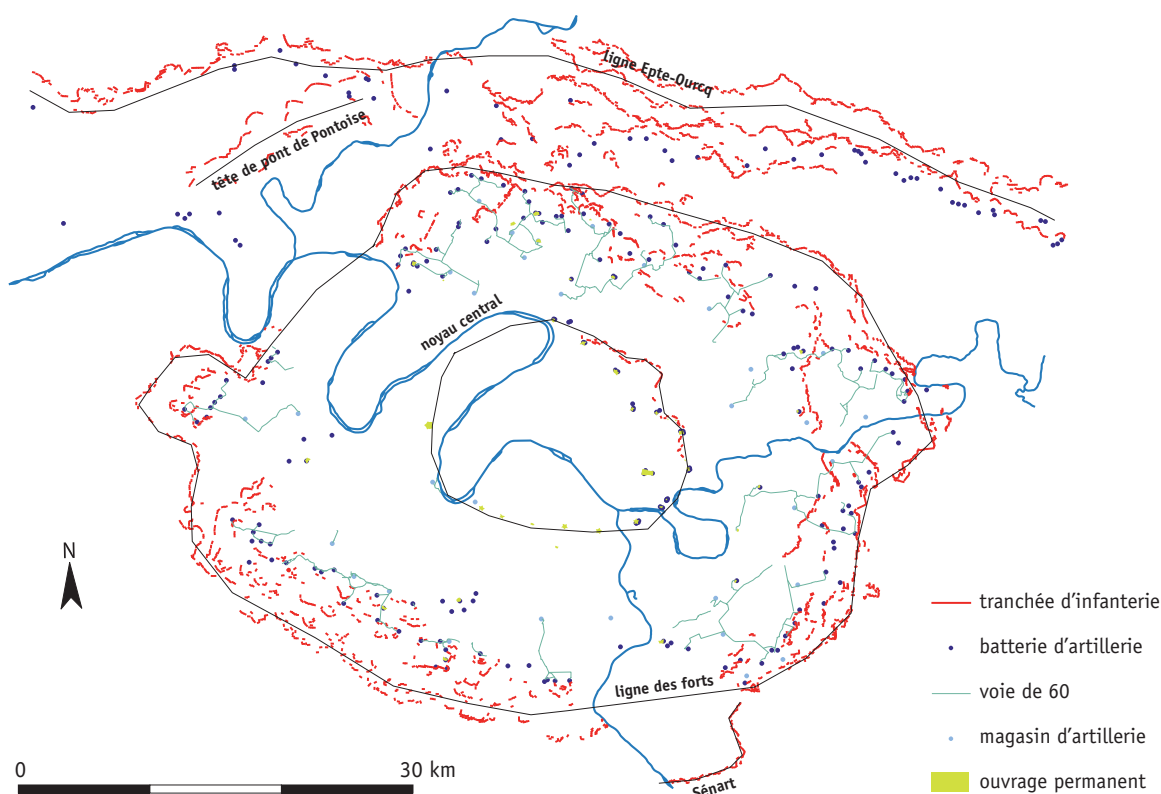 ligne Epte-Ourcq
tête de pont de Pontoise
noyau central
N
tranchée d'infanterie
batterie d'artillerie
ligne des forts
voie de 60
magasin d'artillerie
0
30 km
Sénart
ouvrage permanent